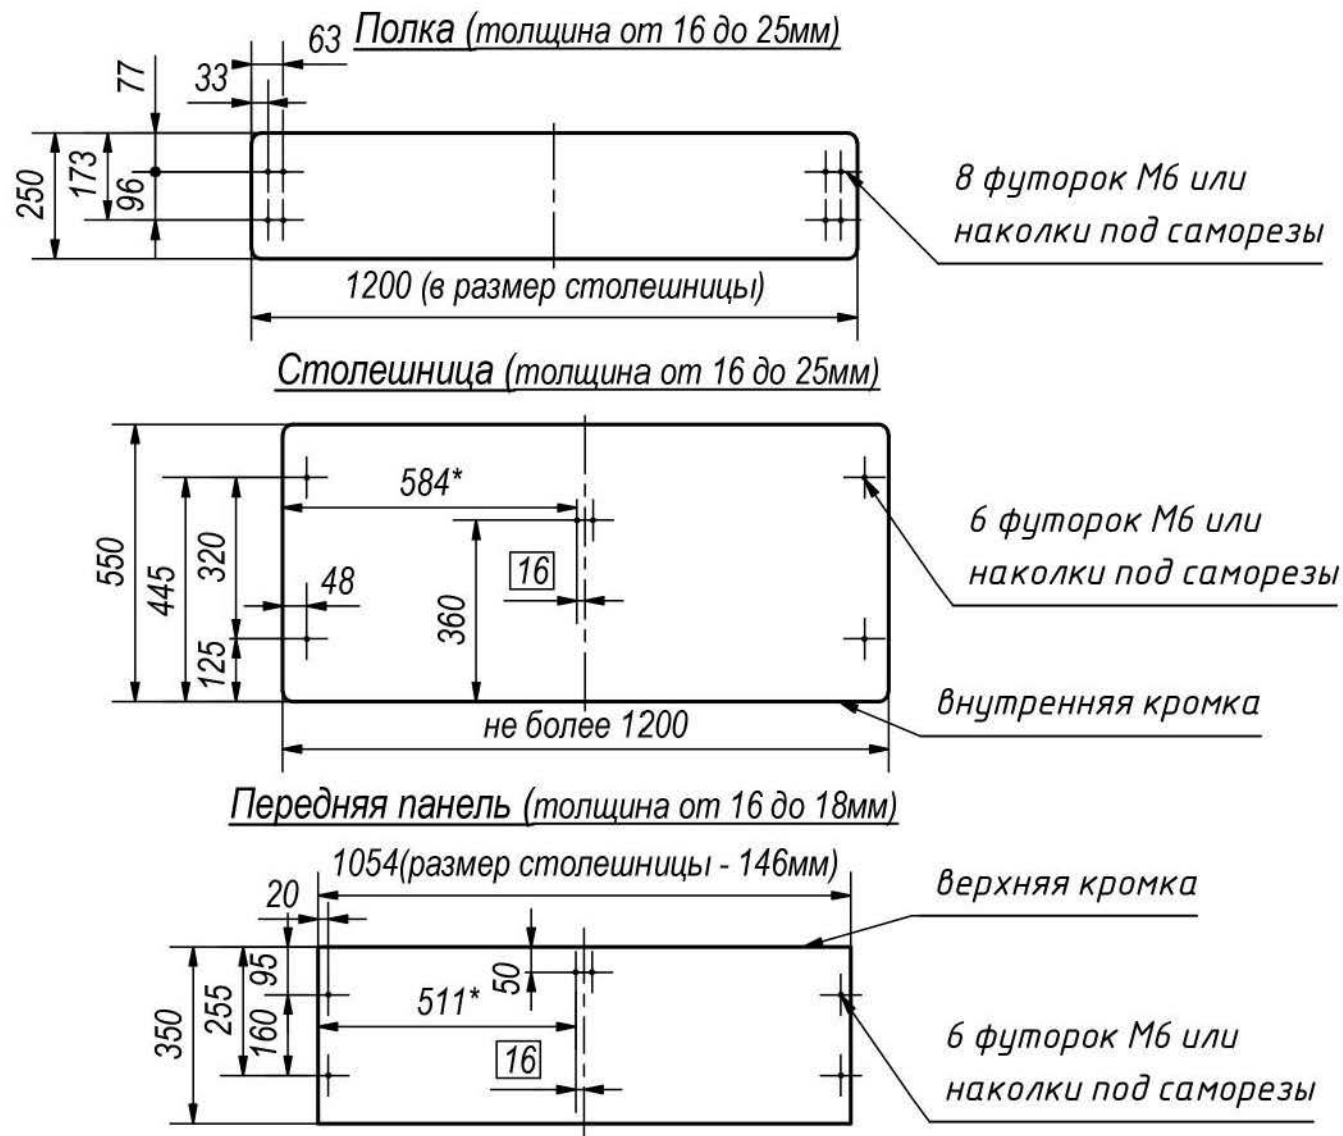 Полка (толщина от 16 до 25мм)
63
33
77
250
173
96
8 футорок М6 или
наколки под саморезы
1200 (в размер столешницы)
Столешница (толщина от 16 до 25мм)
584*
550
445
320
125
48
16
360
6 футорок М6 или
наколки под саморезы
внутренняя кромка
не более 1200
Передняя панель (толщина от 16 до 18мм)
1054(размер столешницы - 146мм)
верхняя кромка
20
350
255
95
160
50
511*
16
6 футорок М6 или
наколки под саморезы